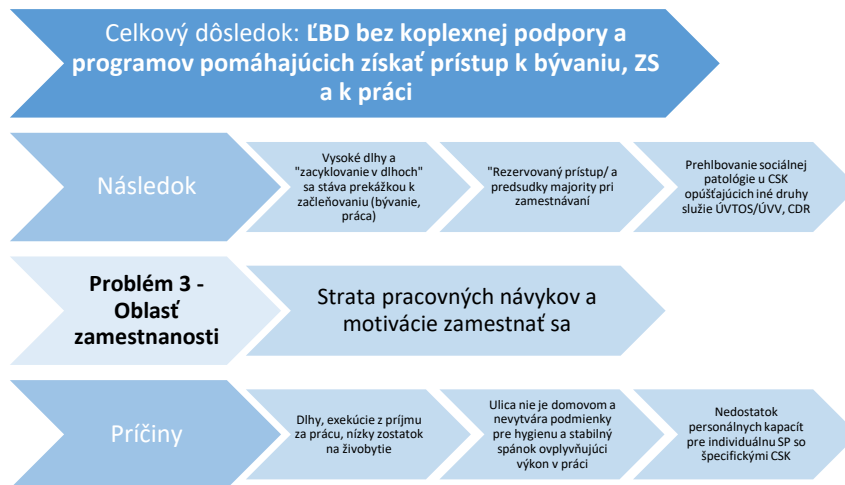 Celkový dôsledok: ĽBD bez koplexnej podpory a
programov pomáhajúcich získať prístup k bývaniu, ZS
a k práci
Následok
Vysoké dlhy a
"zacyklovanie v dlhoch"
sa stáva prekážkou k
začleňovaniu (bývanie,
práca)
"Rezervovaný prístup/ a
predsudky majority pri
zamestnávaní
Prehlbovanie sociálnej
patológie u CSK
opúšťajúcich iné druhy
služie ÚVTOS/ÚVV, CDR
Problém 3 -
Oblasť
zamestnanosti
Strata pracovných návykov a
motivácie zamestnať sa
Príčiny
Dlhy, exekúcie z príjmu
za prácu, nízky zostatok
na živobytie
Ulica nie je domovom a
nevytvára podmienky
pre hygienu a stabilný
spánok ovplyvňujúci
výkon v práci
Nedostatok
personálnych kapacít
pre individuálnu SP so
špecifickými CSK